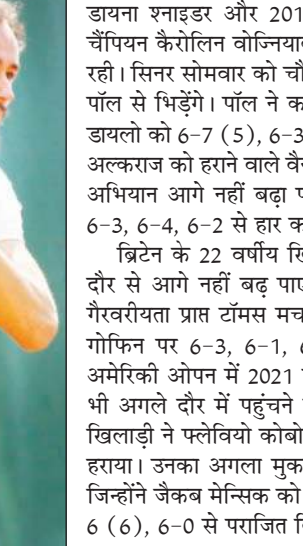 डायना श्नाइडर और 201
चैंपियन कैरोलिन वोज्निया
रही। सिनर सोमवार को चौ
पॉल से भिड़ेंगे। पॉल ने क
डायलो को 6-7 (5), 6-3
अल्कराज को हराने वाले वै
अभियान आगे नहीं बढ़ा प
6-3, 6-4, 6-2 से हार क
ब्रिटेन के 22 वर्षीय खि
दौर से आगे नहीं बढ़ पाए
गैरवरीयता प्राप्त टॉमस मच
गोफिन पर 6-3, 6-1, 6
अमेरिकी ओपन में 2021
भी अगले दौर में पहुंचने
खिलाड़ी ने फ्लेवियो कोबो
हराया। उनका अगला मुक
जिन्होंने जैकब मेन्सिक को
6 (6), 6-0 से पराजित वि